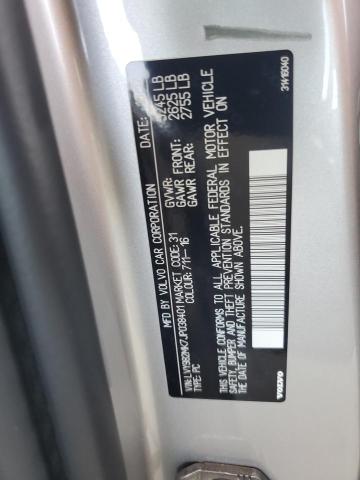 MFD BY VOLVO CAR CORPORATION
DATE:
GVWR: 5245 LB
GAWR FRONT: 2625 LB
GAWR REAR: 2755 LB
MARKET CODE: 31
TYPE: PC
COLOUR: 711-16
THIS VEHICLE CONFORMS TO ALL APPLICABLE FEDERAL MOTOR VEHICLE
SAFETY, BUMPER AND THEFT PREVENTION STANDARDS IN EFFECT ON
THE DATE OF MANUFACTURE SHOWN ABOVE.
VOLVO
31416040